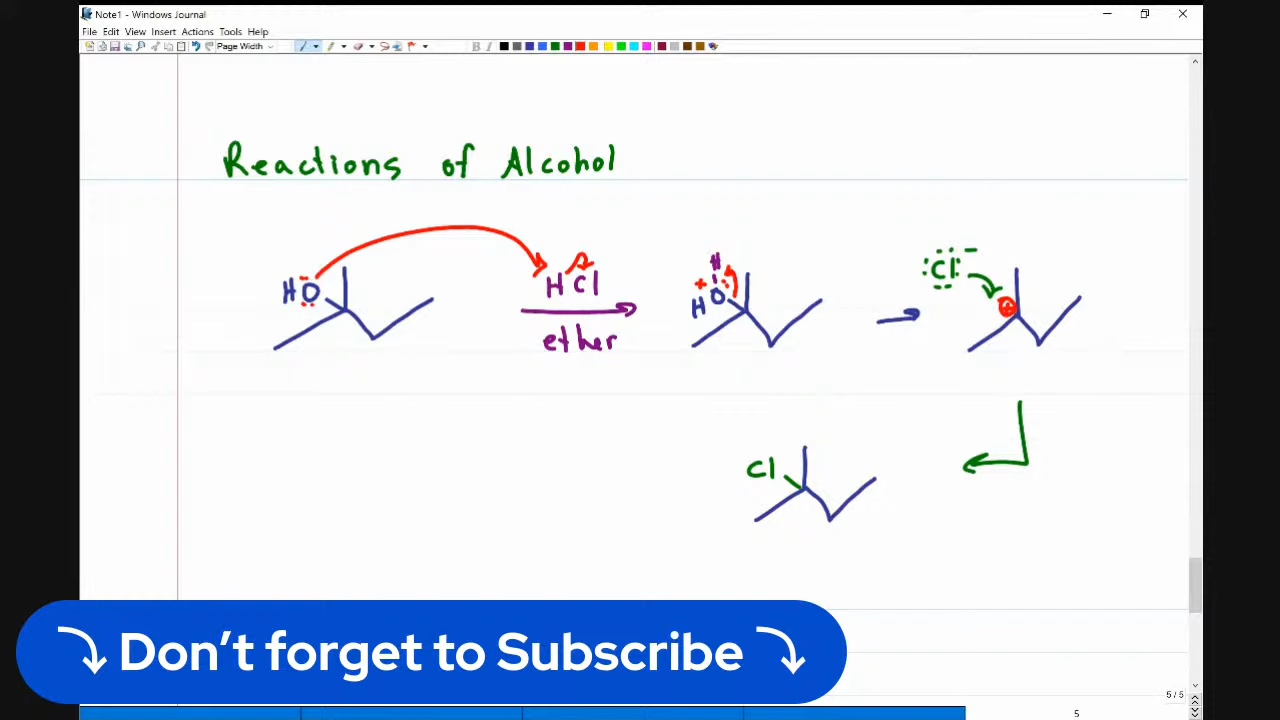 Note1 - Windows Journal
File Edit View Insert Actions Tools Help
Page Width
B I
Reactions of Alcohol
HO
HCl
ether
H
+
H O
Cl −
+
Cl
Don't forget to Subscribe
5 / 5
5